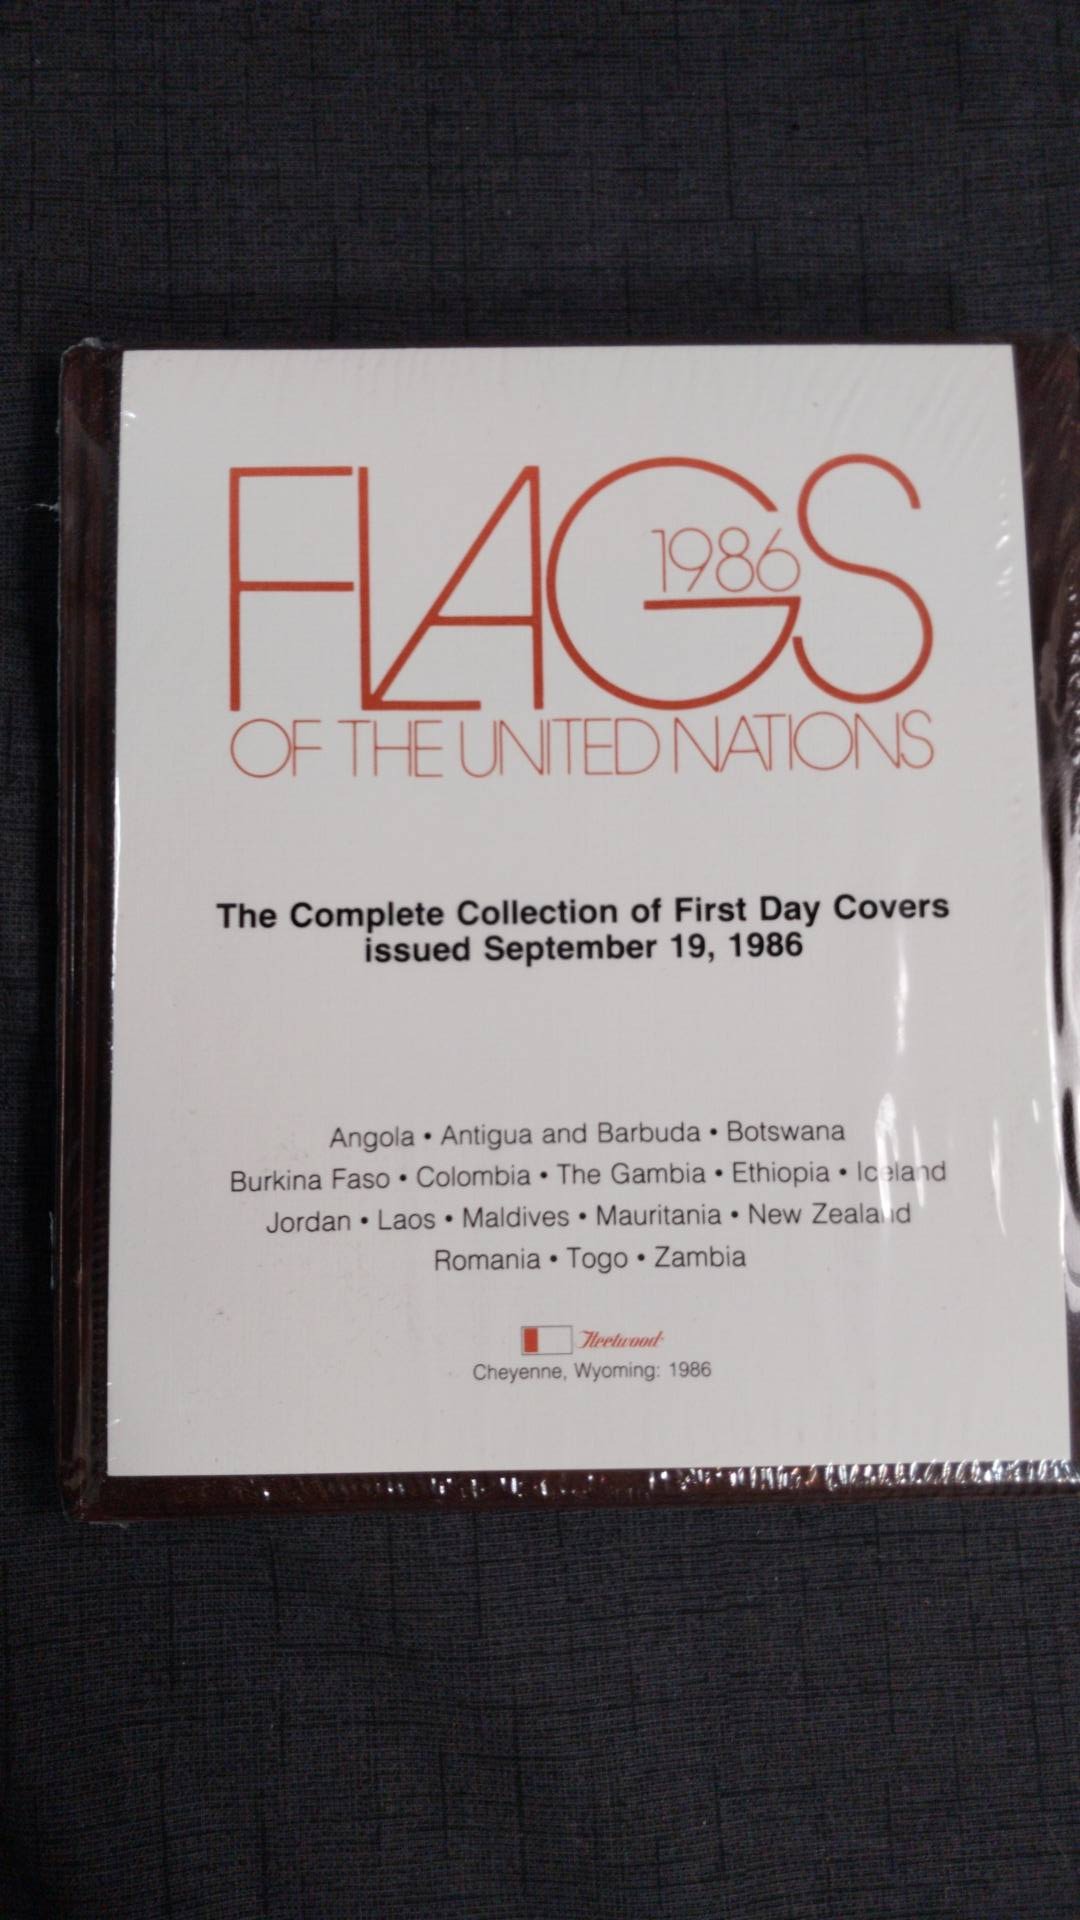 FLAGS
1986
OF THE UNITED NATIONS
The Complete Collection of First Day Covers
issued September 19, 1986
Angola • Antigua and Barbuda • Botswana
Burkina Faso • Colombia • The Gambia • Ethiopia • Iceland
Jordan • Laos • Maldives • Mauritania • New Zealand
Romania • Togo • Zambia
Fleetwood
Cheyenne, Wyoming: 1986